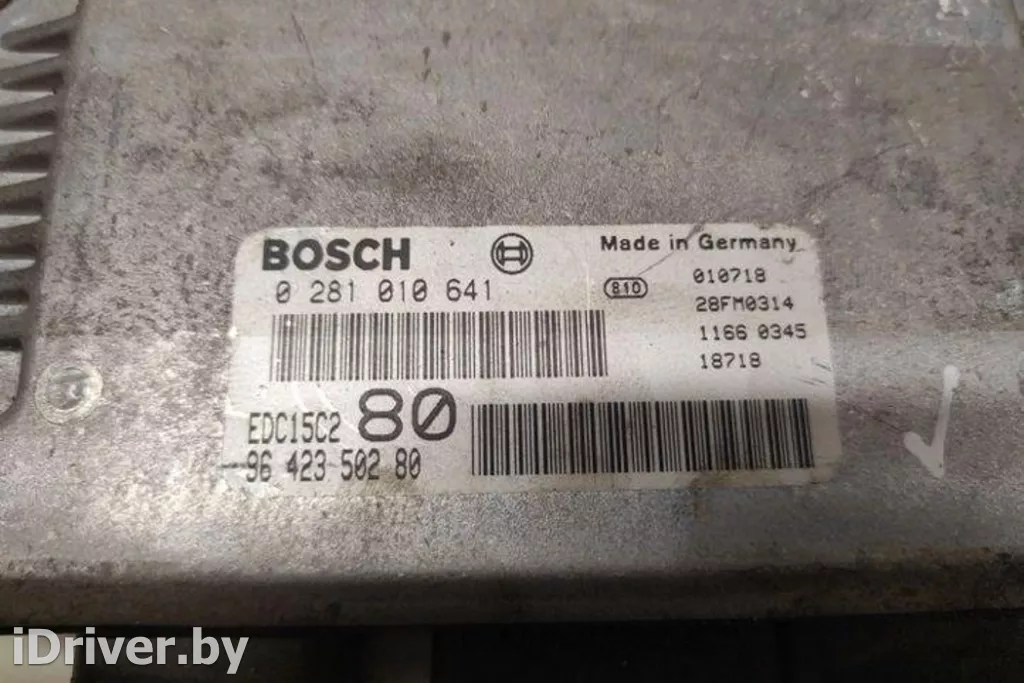 BOSCH
Made in Germany
0 281 010 641
810
010718
28FM0314
1166 0345
18718
EDC15C2 80
96 423 502 80
iDriver.by